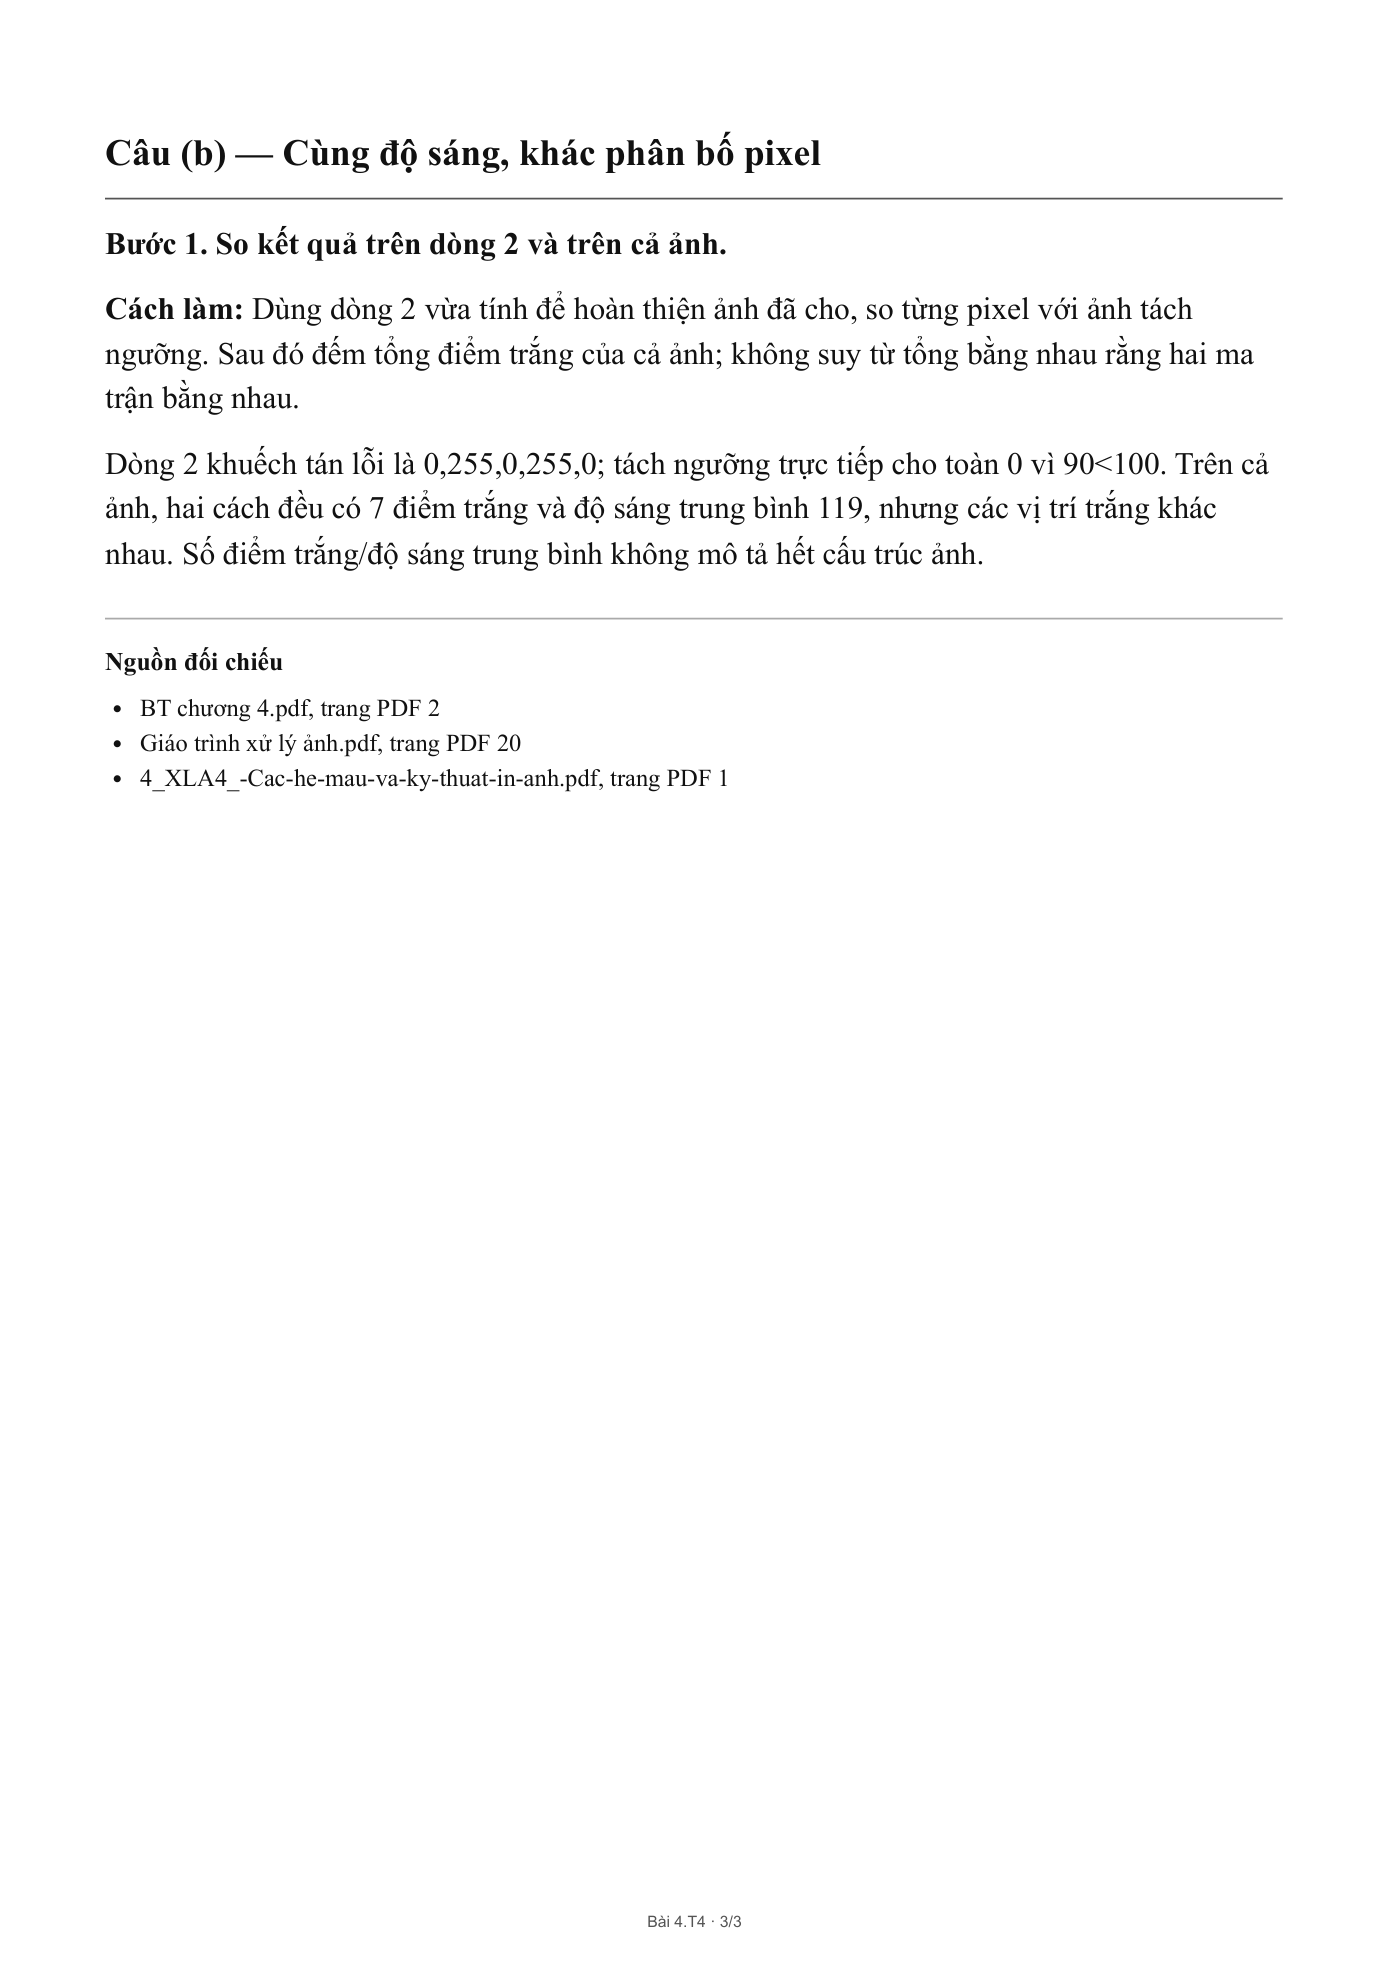 Câu (b) — Cùng độ sáng, khác phân bố pixel
Bước 1. So kết quả trên dòng 2 và trên cả ảnh.
Cách làm: Dùng dòng 2 vừa tính để hoàn thiện ảnh đã cho, so từng pixel với ảnh tách
ngưỡng. Sau đó đếm tổng điểm trắng của cả ảnh; không suy từ tổng bằng nhau rằng hai ma
trận bằng nhau.
Dòng 2 khuếch tán lỗi là 0,255,0,255,0; tách ngưỡng trực tiếp cho toàn 0 vì 90<100. Trên cả
ảnh, hai cách đều có 7 điểm trắng và độ sáng trung bình 119, nhưng các vị trí trắng khác
nhau. Số điểm trắng/độ sáng trung bình không mô tả hết cấu trúc ảnh.
Nguồn đối chiếu
• BT chương 4.pdf, trang PDF 2
• Giáo trình xử lý ảnh.pdf, trang PDF 20
• 4_XLA4_-Cac-he-mau-va-ky-thuat-in-anh.pdf, trang PDF 1
Bài 4.T4 · 3/3